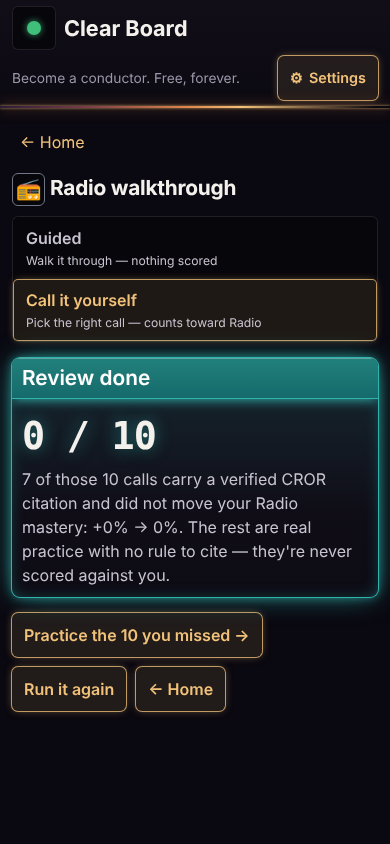 Clear Board
Become a conductor. Free, forever.
⚙ Settings
← Home
📻 Radio walkthrough
Guided
Walk it through — nothing scored
Call it yourself
Pick the right call — counts toward Radio
Review done
0 / 10
7 of those 10 calls carry a verified CROR
citation and did not move your Radio
mastery: +0% → 0%. The rest are real
practice with no rule to cite — they're never
scored against you.
Practice the 10 you missed →
Run it again
← Home